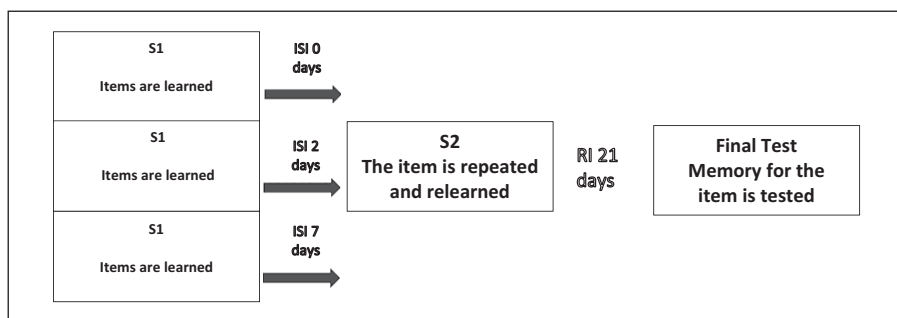 S1
Items are learned
ISI 0
days
S1
Items are learned
ISI 2
days
S1
Items are learned
ISI 7
days
S2
The item is repeated
and relearned
RI 21
days
Final Test
Memory for the
item is tested